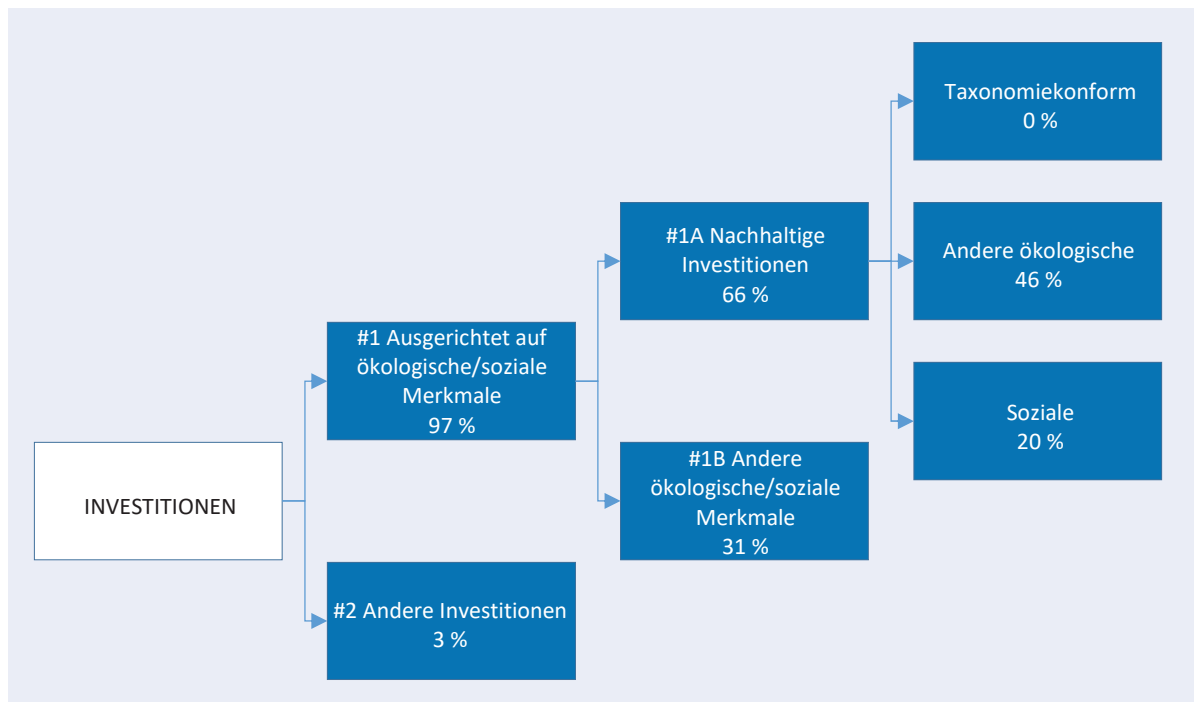 INVESTITIONEN
#1 Ausgerichtet auf
ökologische/soziale
Merkmale
97 %
#2 Andere Investitionen
3 %
#1A Nachhaltige
Investitionen
66 %
#1B Andere
ökologische/soziale
Merkmale
31 %
Taxonomiekonform
0 %
Andere ökologische
46 %
Soziale
20 %